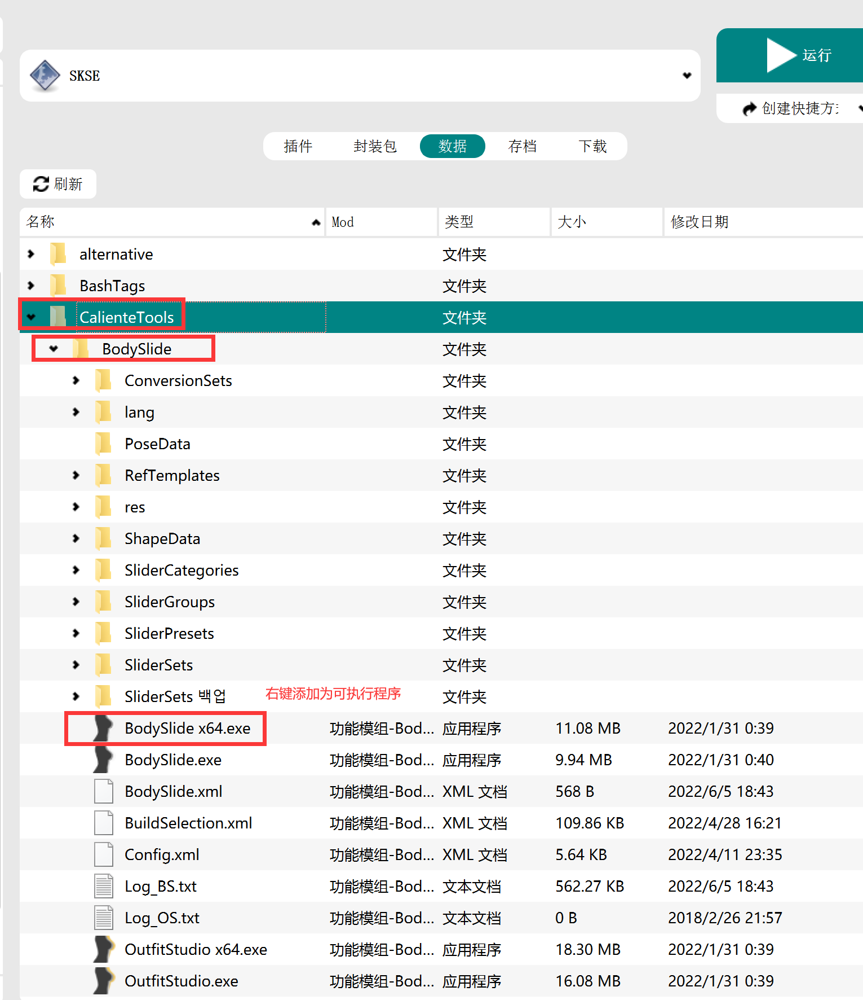 SKSE
运行
创建快捷方
插件 封装包 数据 存档 下载
刷新
名称 Mod 类型 大小 修改日期
alternative 文件夹
BashTags 文件夹
CalienteTools 文件夹
BodySlide 文件夹
ConversionSets 文件夹
lang 文件夹
PoseData 文件夹
RefTemplates 文件夹
res 文件夹
ShapeData 文件夹
SliderCategories 文件夹
SliderGroups 文件夹
SliderPresets 文件夹
SliderSets 文件夹
SliderSets 백업 右键添加为可执行程序 文件夹
BodySlide x64.exe 功能模组-Bod... 应用程序 11.08 MB 2022/1/31 0:39
BodySlide.exe 功能模组-Bod... 应用程序 9.94 MB 2022/1/31 0:40
BodySlide.xml 功能模组-Bod... XML 文档 568 B 2022/6/5 18:43
BuildSelection.xml 功能模组-Bod... XML 文档 109.86 KB 2022/4/28 16:21
Config.xml 功能模组-Bod... XML 文档 5.64 KB 2022/4/11 23:35
Log_BS.txt 功能模组-Bod... 文本文档 562.27 KB 2022/6/5 18:43
Log_OS.txt 功能模组-Bod... 文本文档 0 B 2018/2/26 21:57
OutfitStudio x64.exe 功能模组-Bod... 应用程序 18.30 MB 2022/1/31 0:39
OutfitStudio.exe 功能模组-Bod... 应用程序 16.08 MB 2022/1/31 0:39